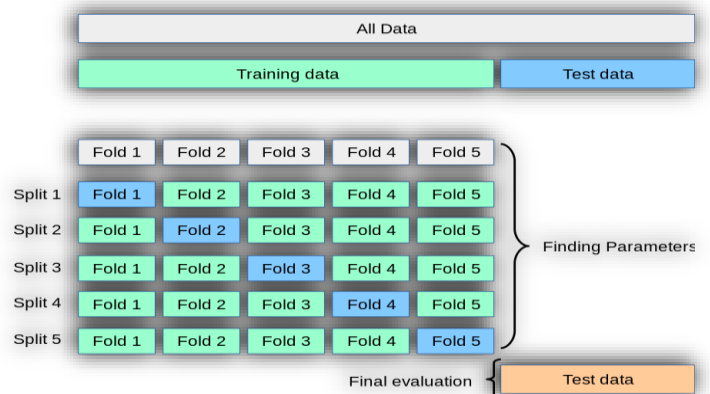 All Data
Training data Test data
Fold 1 Fold 2 Fold 3 Fold 4 Fold 5
Split 1 Fold 1 Fold 2 Fold 3 Fold 4 Fold 5
Split 2 Fold 1 Fold 2 Fold 3 Fold 4 Fold 5
Finding Parameters
Split 3 Fold 1 Fold 2 Fold 3 Fold 4 Fold 5
Split 4 Fold 1 Fold 2 Fold 3 Fold 4 Fold 5
Split 5 Fold 1 Fold 2 Fold 3 Fold 4 Fold 5
Final evaluation Test data